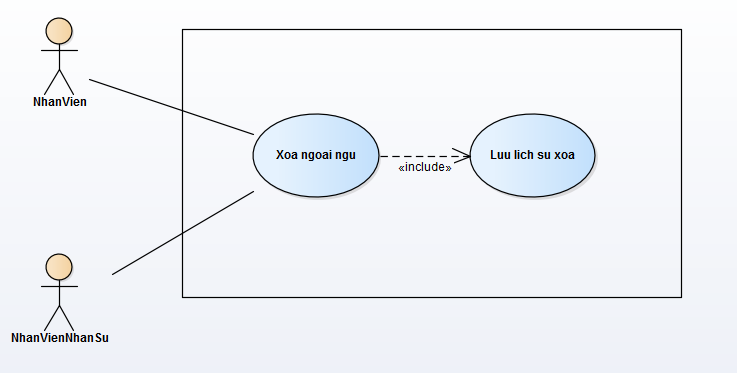 NhanVien
Xoa ngoai ngu
Luu lich su xoa
«include»
NhanVienNhanSu